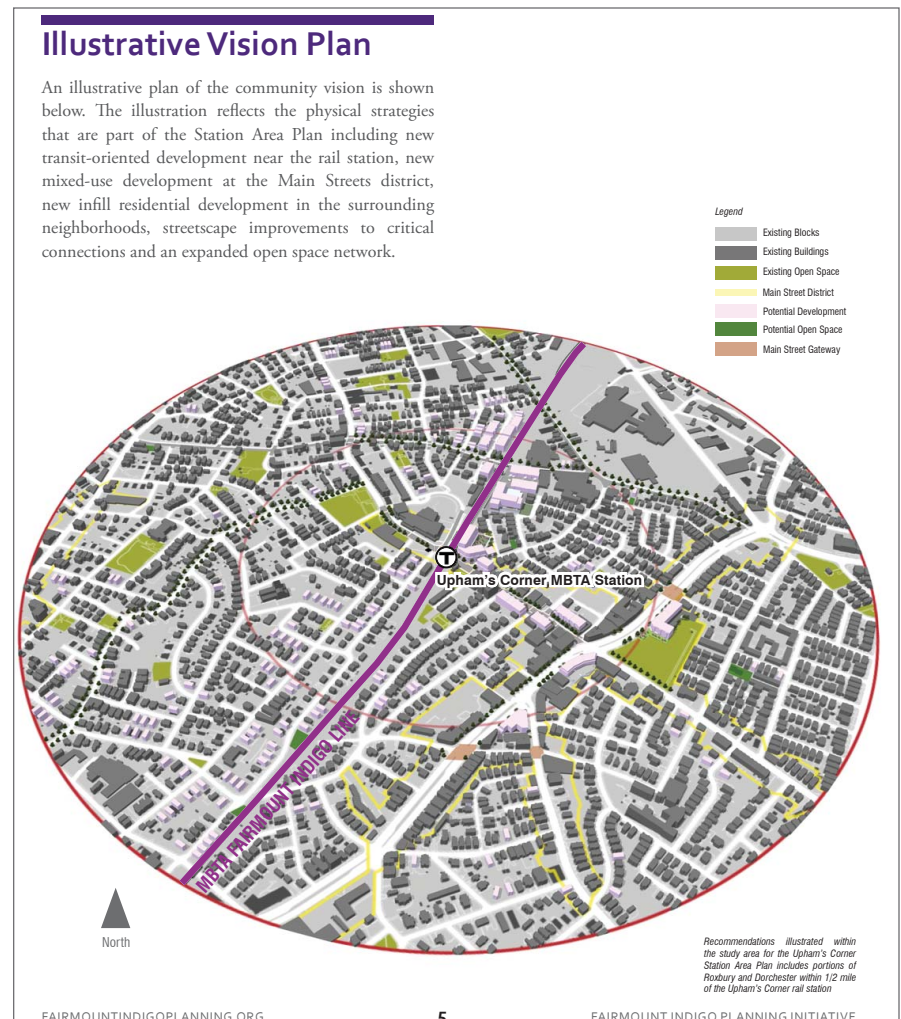 Illustrative Vision Plan
An illustrative plan of the community vision is shown
below. The illustration reflects the physical strategies
that are part of the Station Area Plan including new
transit-oriented development near the rail station, new
mixed-use development at the Main Streets district,
new infill residential development in the surrounding
neighborhoods, streetscape improvements to critical
connections and an expanded open space network.
Legend
Existing Blocks
Existing Buildings
Existing Open Space
Main Street District
Potential Development
Potential Open Space
Main Street Gateway
T
Upham's Corner MBTA Station
MBTA FAIRMOUNT INDIGO LINE
North
Recommendations illustrated within
the study area for the Upham's Corner
Station Area Plan includes portions of
Roxbury and Dorchester within 1/2 mile
of the Upham's Corner rail station
FAIRMOUNTINDIGOPLANNING.ORG
5
FAIRMOUNT INDIGO PLANNING INITIATIVE